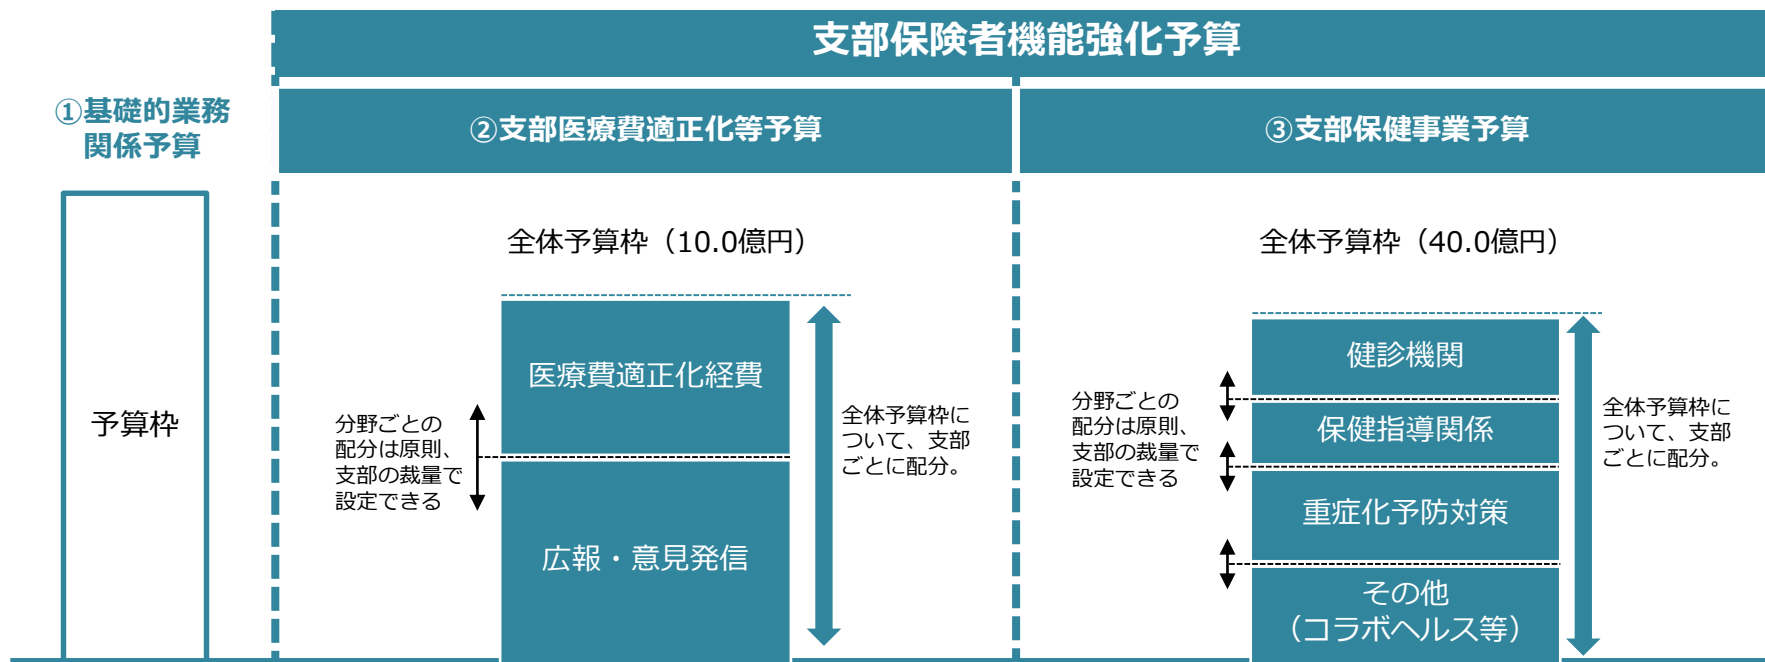 支部保険者機能強化予算
①基礎的業務
関係予算
予算枠
②支部医療費適正化等予算
全体予算枠（10.0億円）
医療費適正化経費
広報・意見発信
分野ごとの
配分は原則、
支部の裁量で
設定できる
全体予算枠に
ついて、支部
ごとに配分。
③支部保健事業予算
全体予算枠（40.0億円）
健診機関
保健指導関係
重症化予防対策
その他
（コラボヘルス等）
分野ごとの
配分は原則、
支部の裁量で
設定できる
全体予算枠に
ついて、支部
ごとに配分。